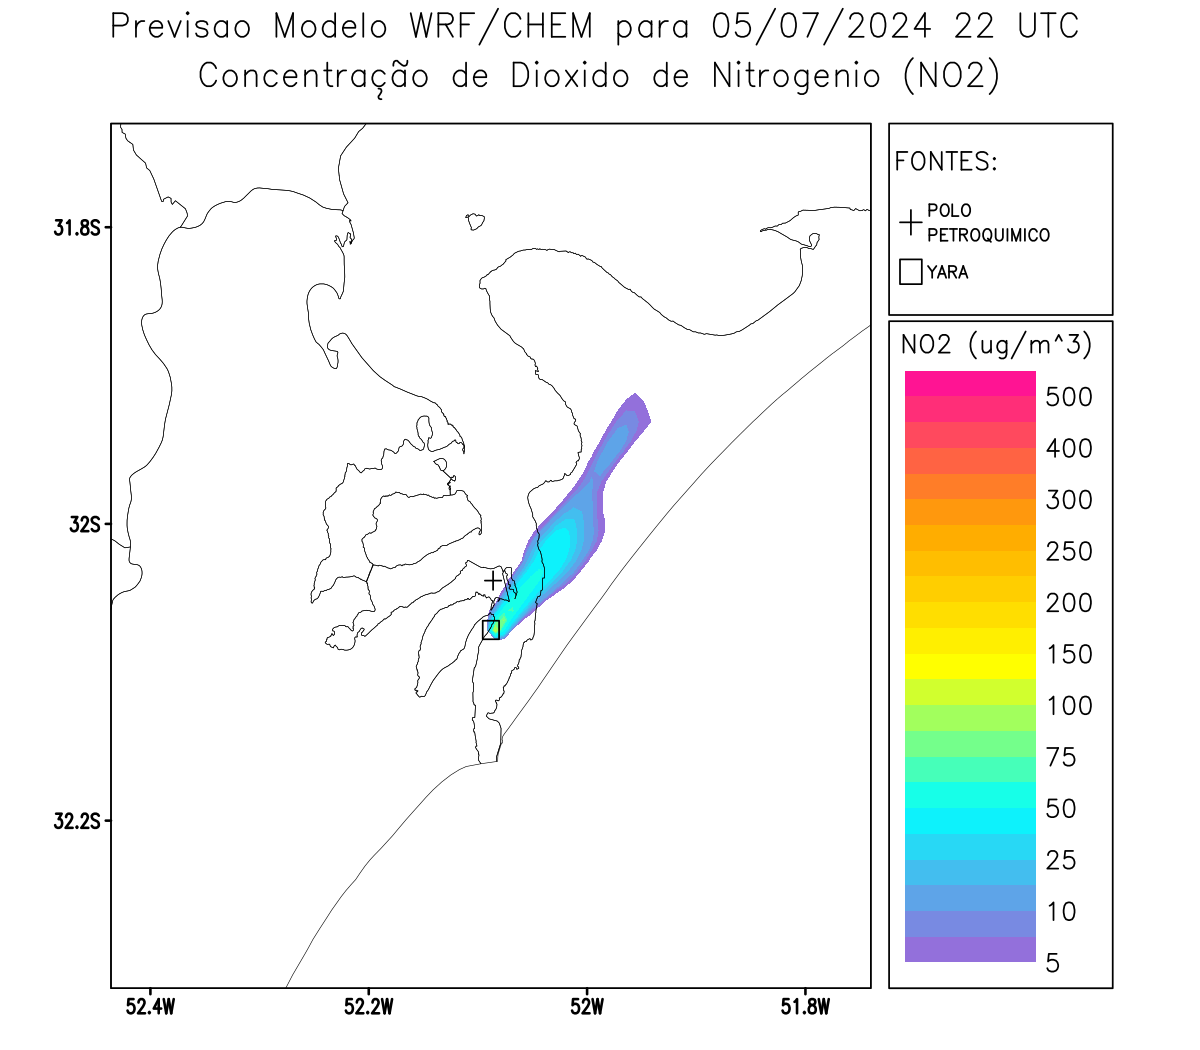 Previsao Modelo WRF/CHEM para 05/07/2024 22 UTC
Concentração de Dioxido de Nitrogenio (NO2)
FONTES:
POLO
PETROQUIMICO
YARA
NO2 (ug/m^3)
500
400
300
250
200
150
100
75
50
25
10
5
31.8S
32S
32.2S
52.4W
52.2W
52W
51.8W